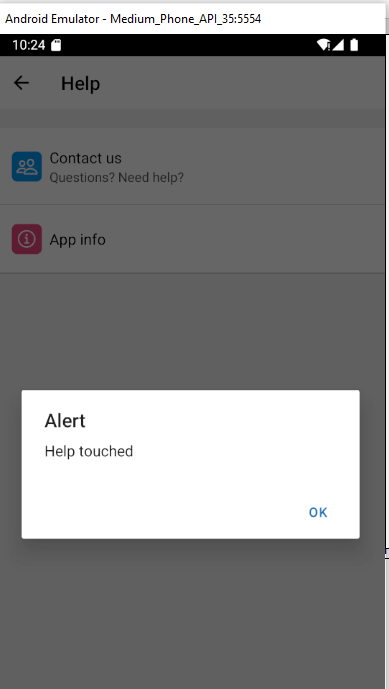 Android Emulator - Medium_Phone_API_35:5554
10:24
Help
Contact us
Questions? Need help?
App info
Alert
Help touched
OK